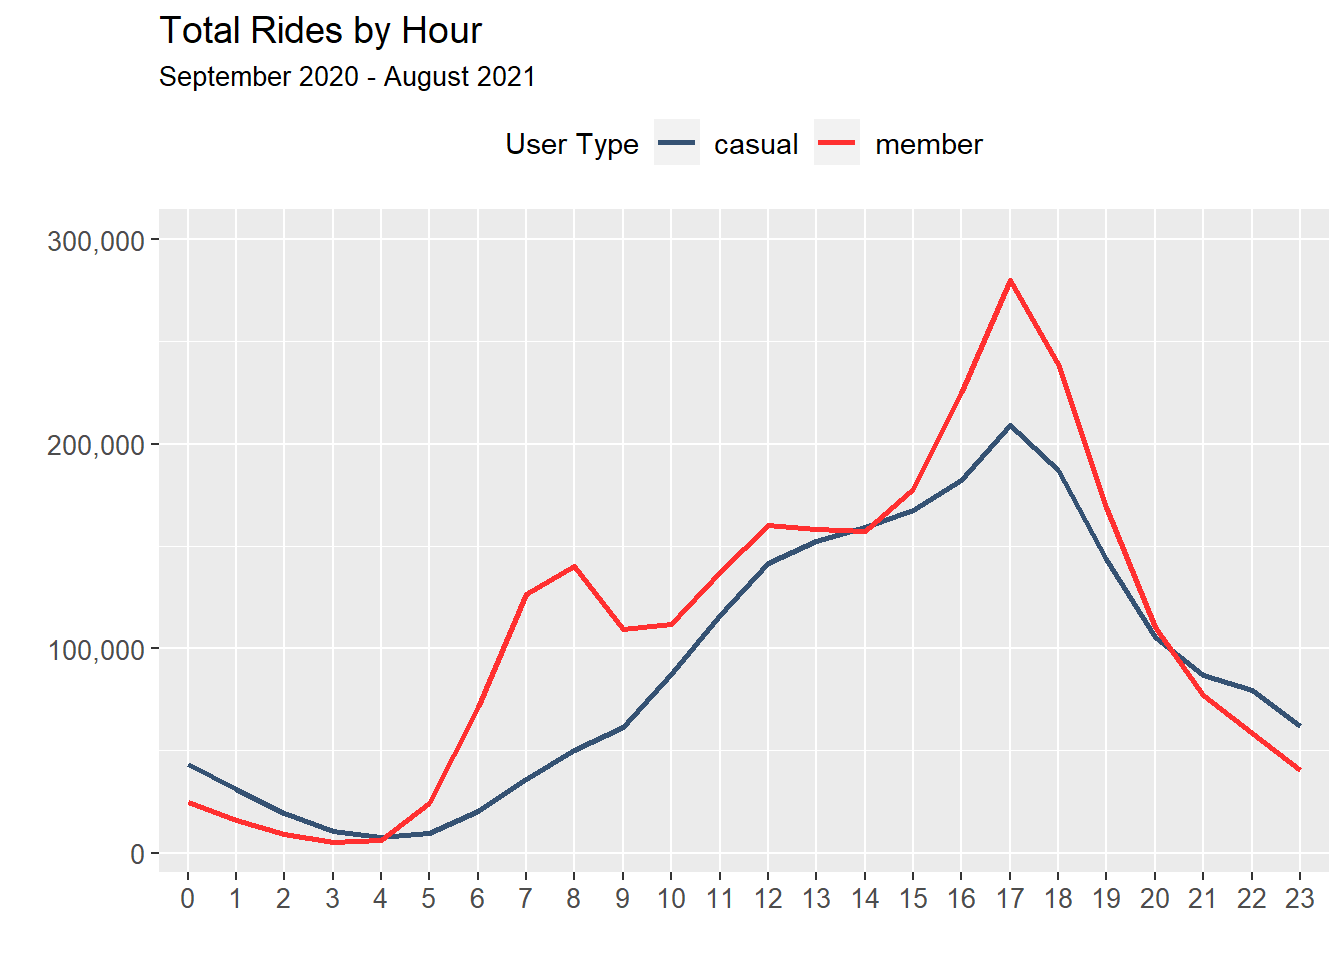 Total Rides by Hour
September 2020 - August 2021
User Type casual member
300,000
200,000
100,000
0
0 1 2 3 4 5 6 7 8 9 10 11 12 13 14 15 16 17 18 19 20 21 22 23